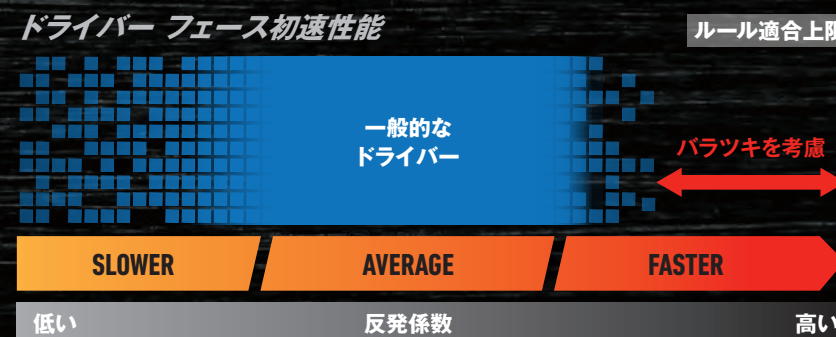 ドライバー フェース初速性能
ルール適合上限
一般的な
ドライバー
バラツキを考慮
SLOWER
AVERAGE
FASTER
低い
反発係数
高い